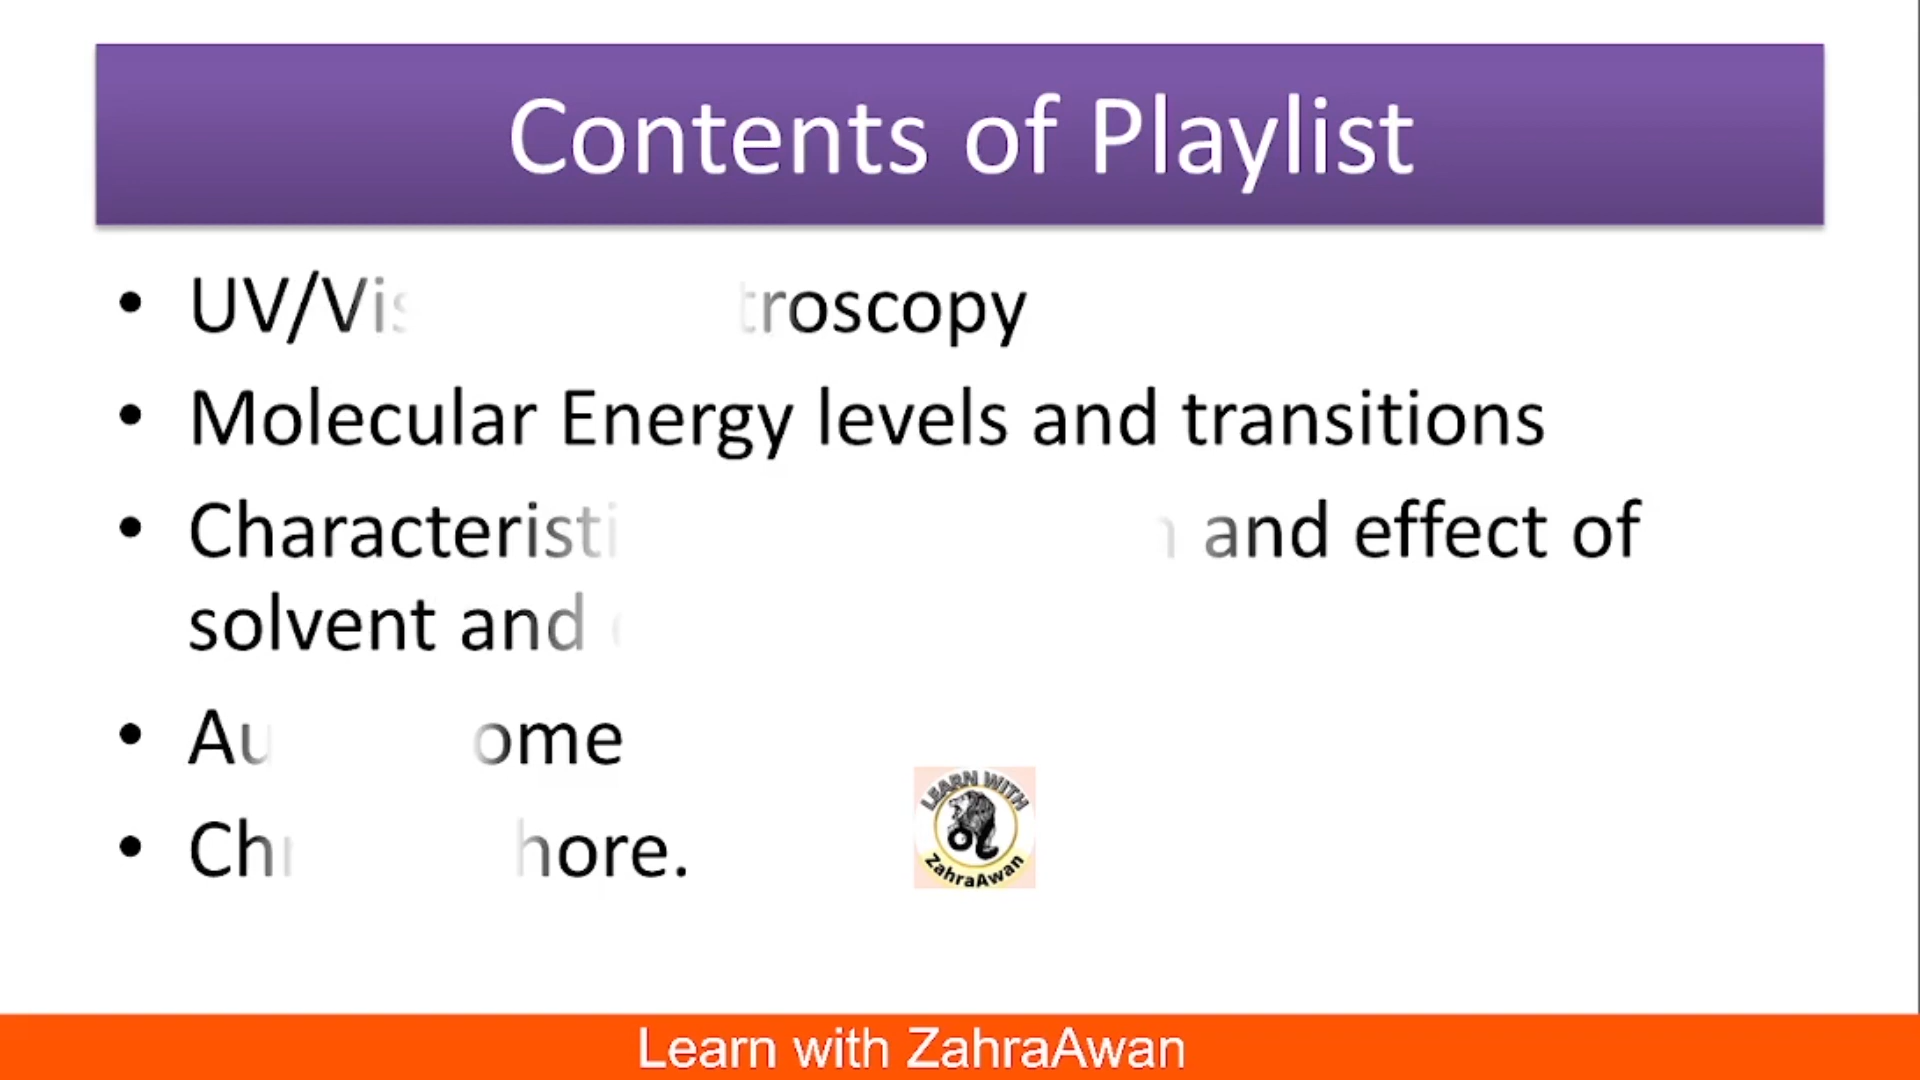 Contents of Playlist
• UV/Vis troscopy
• Molecular Energy levels and transitions
• Characteristi and effect of
solvent and
• Au ome
• Ch hore.
LEARN WITH
ZahraAwan
Learn with ZahraAwan